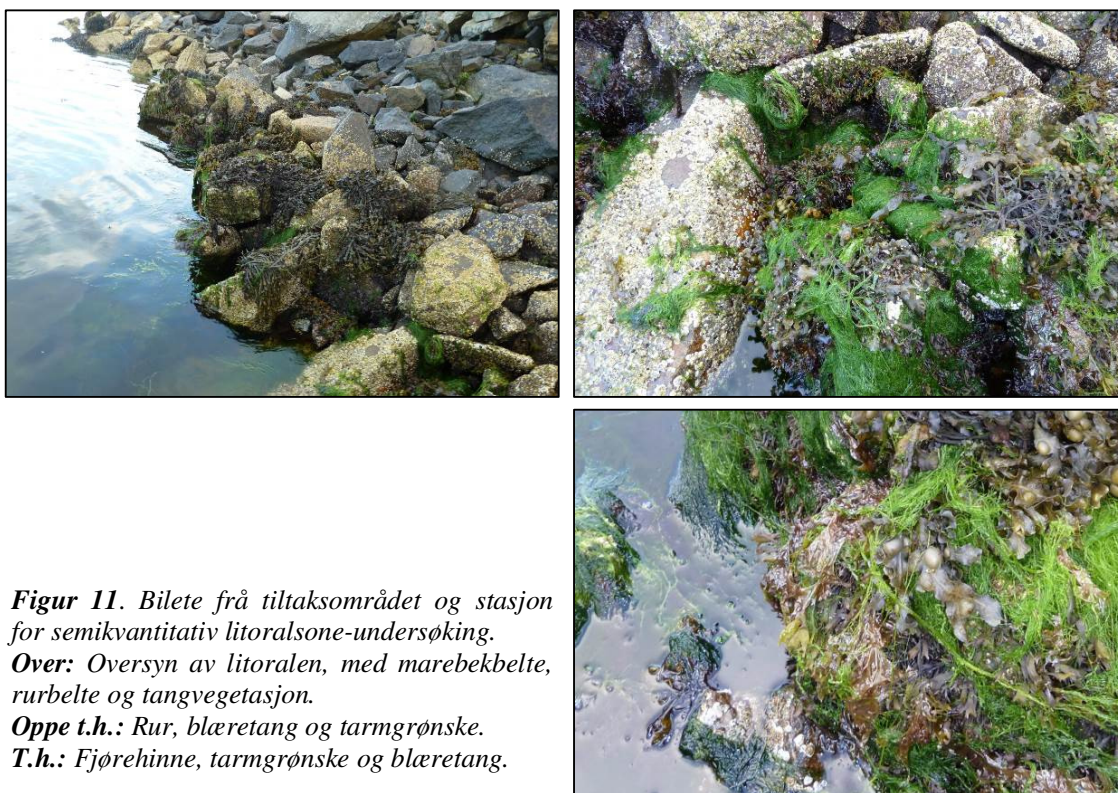 Figur 11. Bilete frå tiltaksområdet og stasjon
for semikvantitativ litoralsone-undersøking.
Over: Oversyn av litoralen, med marebekbelte,
rurbelte og tangvegetasjon.
Oppe t.h.: Rur, blæretang og tarmgrønske.
T.h.: Fjørehinne, tarmgrønske og blæretang.